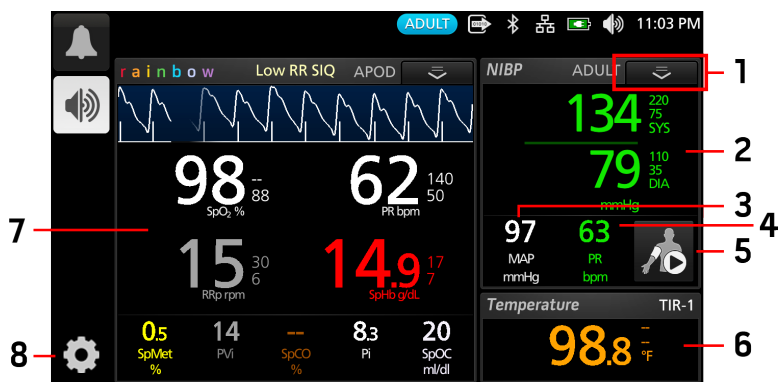 ADULT 11:03 PM
rainbow Low RR SIQ APOD
NIBP ADULT
1
134 220 75 SYS
2
79 110 35 DIA
mmHg
98 -- 88
SpO₂ %
62 140 50
PR bpm
3
97
MAP
mmHg
4
63
PR
bpm
5
7
15 30 6
RRp rpm
14.9 17 7
SpHb g/dL
Temperature TIR-1
98.8 -- -- °F
6
0.5
SpMet
%
14
PVi
--
SpCO
%
8.3
Pi
20
SpOC
ml/dl
8